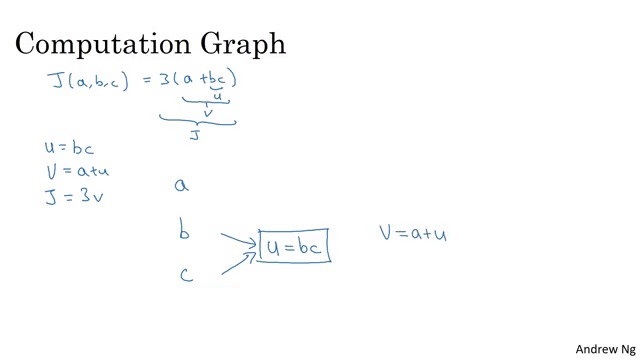 Computation Graph
J(a,b,c) = 3(a+bc)
u
v
J
u = bc
v = a+u
J = 3v
a
b
c
u = bc
v = a+u
Andrew Ng